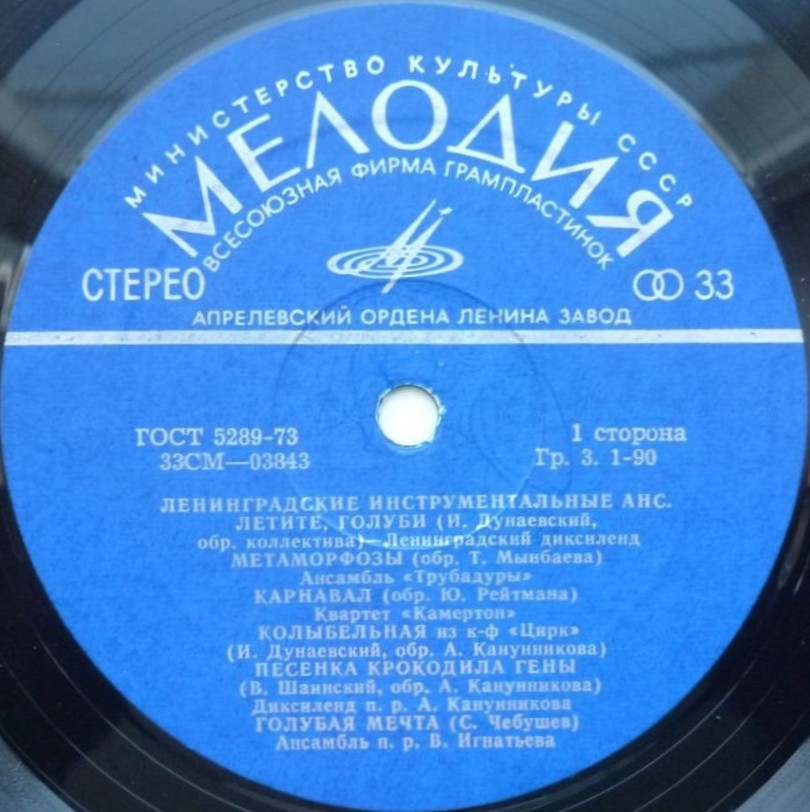 МИНИСТЕРСТВО КУЛЬТУРЫ СССР
МЕЛОДИЯ
ВСЕСОЮЗНАЯ ФИРМА ГРАМПЛАСТИНОК
СТЕРЕО
33
АПРЕЛЕВСКИЙ ОРДЕНА ЛЕНИНА ЗАВОД
ГОСТ 5289-73
1 сторона
33СМ—03843
Гр. 3. 1-90
ЛЕНИНГРАДСКИЕ ИНСТРУМЕНТАЛЬНЫЕ АНС.
ЛЕТИТЕ, ГОЛУБИ (И. Дунаевский,
обр. коллектива)—Ленинградский диксиленд
МЕТАМОРФОЗЫ (обр. Т. Мынбаева)
Ансамбль «Трубадуры»
КАРНАВАЛ (обр. Ю. Рейтмана)
Квартет «Камертон»
КОЛЫБЕЛЬНАЯ из к-ф «Цирк»
(И. Дунаевский, обр. А. Канунникова)
ПЕСЕНКА КРОКОДИЛА ГЕНЫ
(В. Шаинский, обр. А. Канунникова)
Диксиленд п. р. А. Канунникова
ГОЛУБАЯ МЕЧТА (С. Чебушев)
Ансамбль п. р. В. Игнатьева